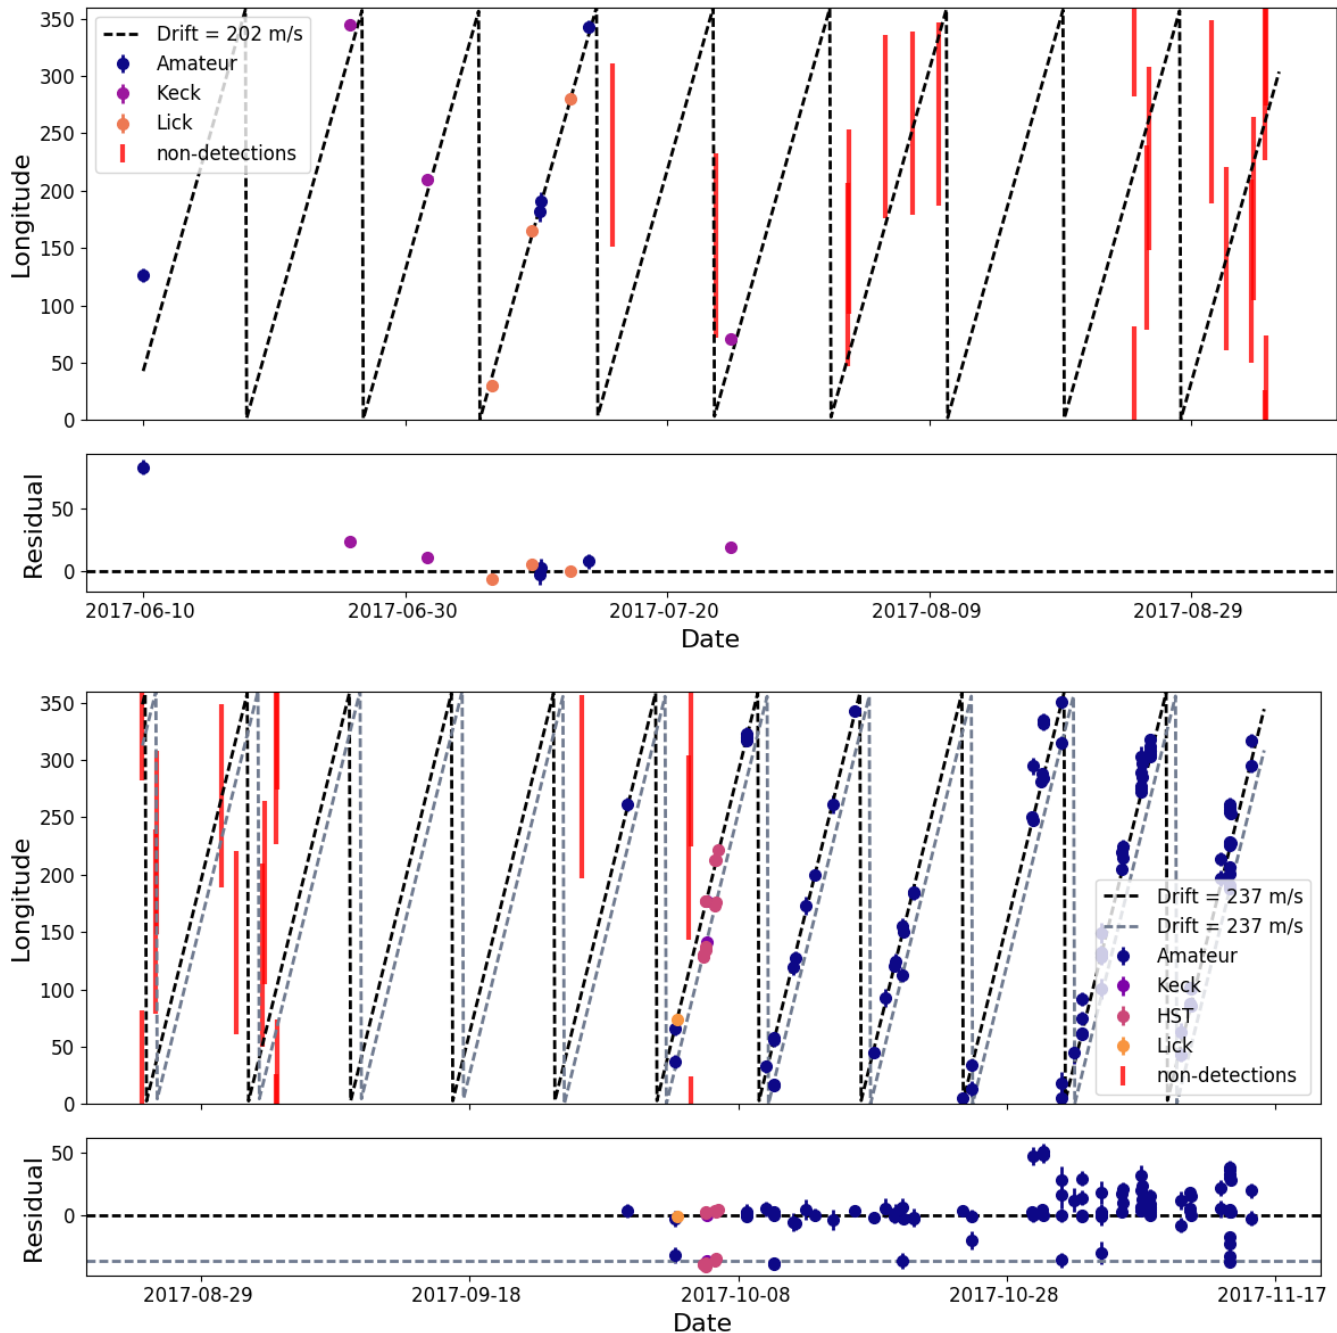 350
300
250
200
150
100
50
0
Longitude
Drift = 202 m/s
Amateur
Keck
Lick
non-detections
50
0
Residual
2017-06-10
2017-06-30
2017-07-20
2017-08-09
2017-08-29
Date
350
300
250
200
150
100
50
0
Longitude
Drift = 237 m/s
Drift = 237 m/s
Amateur
Keck
HST
Lick
non-detections
50
0
Residual
2017-08-29
2017-09-18
2017-10-08
2017-10-28
2017-11-17
Date